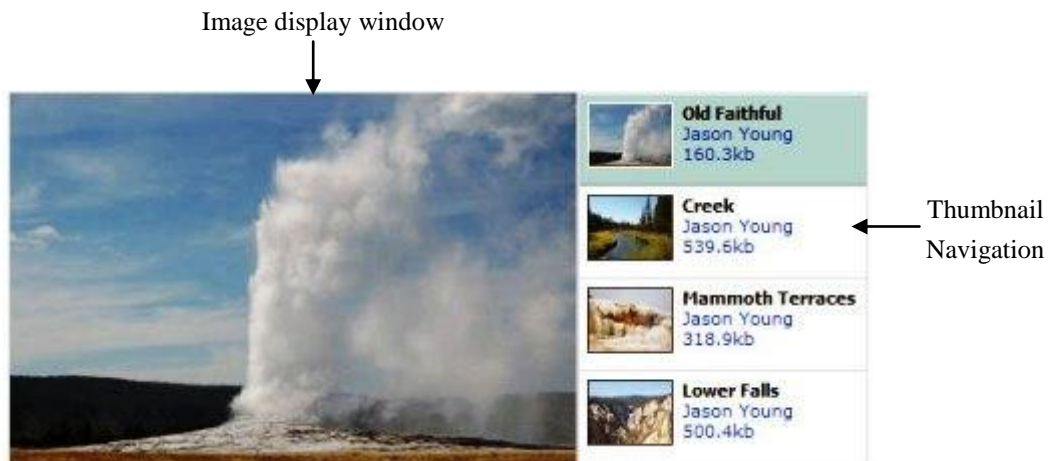 Image display window
Old Faithful
Jason Young
160.3kb
Creek
Jason Young
539.6kb
Thumbnail
Navigation
Mammoth Terraces
Jason Young
318.9kb
Lower Falls
Jason Young
500.4kb